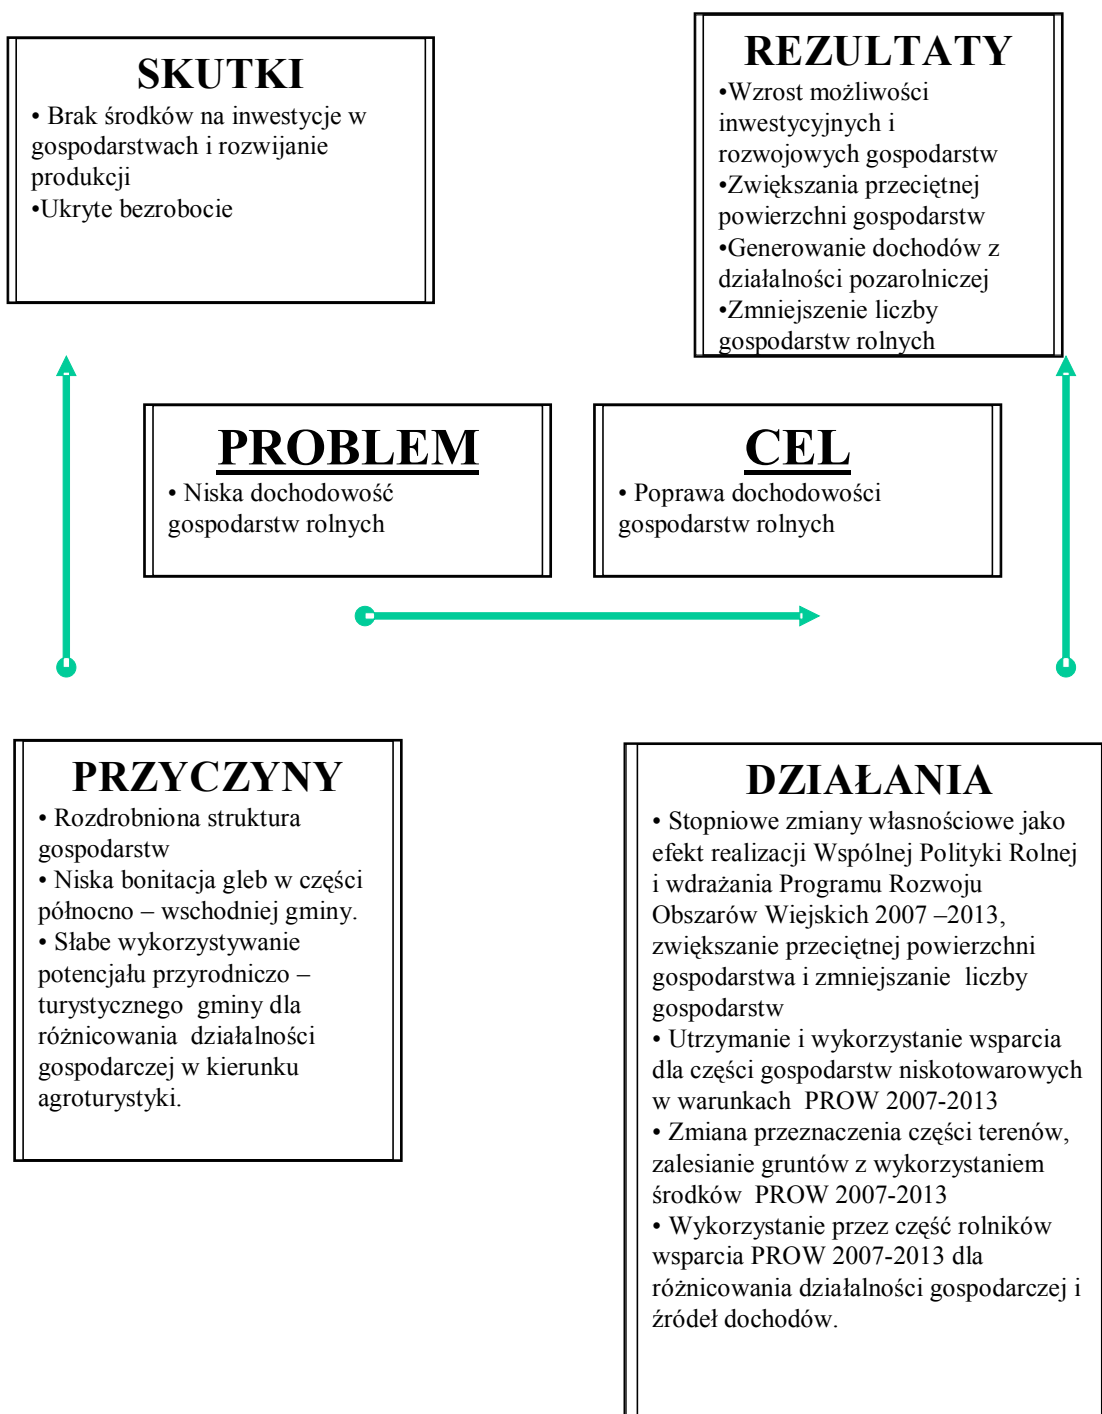 SKUTKI
• Brak środków na inwestycje w
gospodarstwach i rozwijanie
produkcji
•Ukryte bezrobocie
REZULTATY
•Wzrost możliwości
inwestycyjnych i
rozwojowych gospodarstw
•Zwiększania przeciętnej
powierzchni gospodarstw
•Generowanie dochodów z
działalności pozarolniczej
•Zmniejszenie liczby
gospodarstw rolnych
PROBLEM
• Niska dochodowość
gospodarstw rolnych
CEL
• Poprawa dochodowości
gospodarstw rolnych
PRZYCZYNY
• Rozdrobniona struktura
gospodarstw
• Niska bonitacja gleb w części
północno – wschodniej gminy.
• Słabe wykorzystywanie
potencjału przyrodniczo –
turystycznego gminy dla
różnicowania działalności
gospodarczej w kierunku
agroturystyki.
DZIAŁANIA
• Stopniowe zmiany własnościowe jako
efekt realizacji Wspólnej Polityki Rolnej
i wdrażania Programu Rozwoju
Obszarów Wiejskich 2007 –2013,
zwiększanie przeciętnej powierzchni
gospodarstwa i zmniejszanie liczby
gospodarstw
• Utrzymanie i wykorzystanie wsparcia
dla części gospodarstw niskotowarowych
w warunkach PROW 2007-2013
• Zmiana przeznaczenia części terenów,
zalesianie gruntów z wykorzystaniem
środków PROW 2007-2013
• Wykorzystanie przez część rolników
wsparcia PROW 2007-2013 dla
różnicowania działalności gospodarczej i
źródeł dochodów.